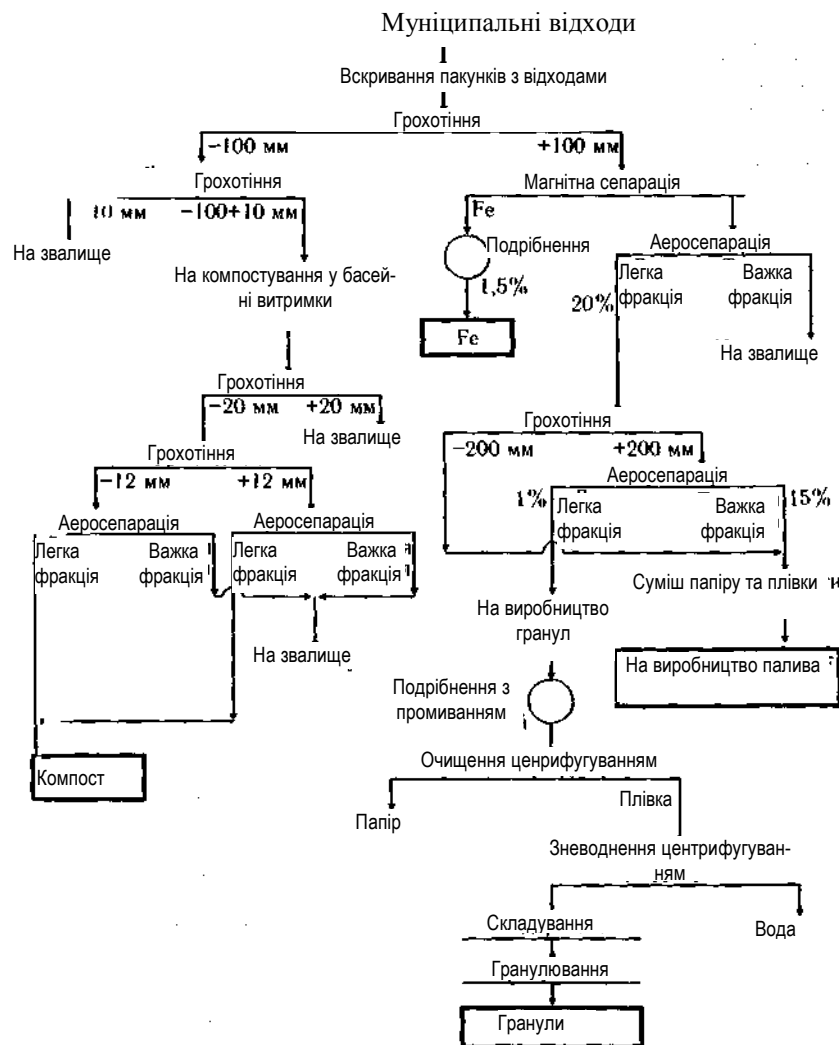 Муніципальні відходи
Вскривання пакунків з відходами
Грохотіння
−100 мм
+100 мм
Грохотіння
Магнітна сепарація
10 мм
−100+10 мм
Fe
На звалище
Подрібнення
Аеросепарація
На компостування у басей-
ні витримки
1,5%
20%
Легка
фракція
Важка
фракція
Fe
На звалище
Грохотіння
−20 мм
+20 мм
На звалище
Грохотіння
−200 мм
+200 мм
Грохотіння
−12 мм
+12 мм
Аеросепарація
1%
Легка
фракція
Важка
фракція
15%
Аеросепарація
Аеросепарація
Легка
фракція
Важка
фракція
Легка
фракція
Важка
фракція
Суміш папіру та плівки
На виробництво
гранул
На звалище
На виробництво палива
Подрібнення з
промиванням
Очищення ценрифугуванням
Компост
Папір
Плівка
Зневоднення центрифугуван-
ням
Складування
Вода
Гранулювання
Гранули